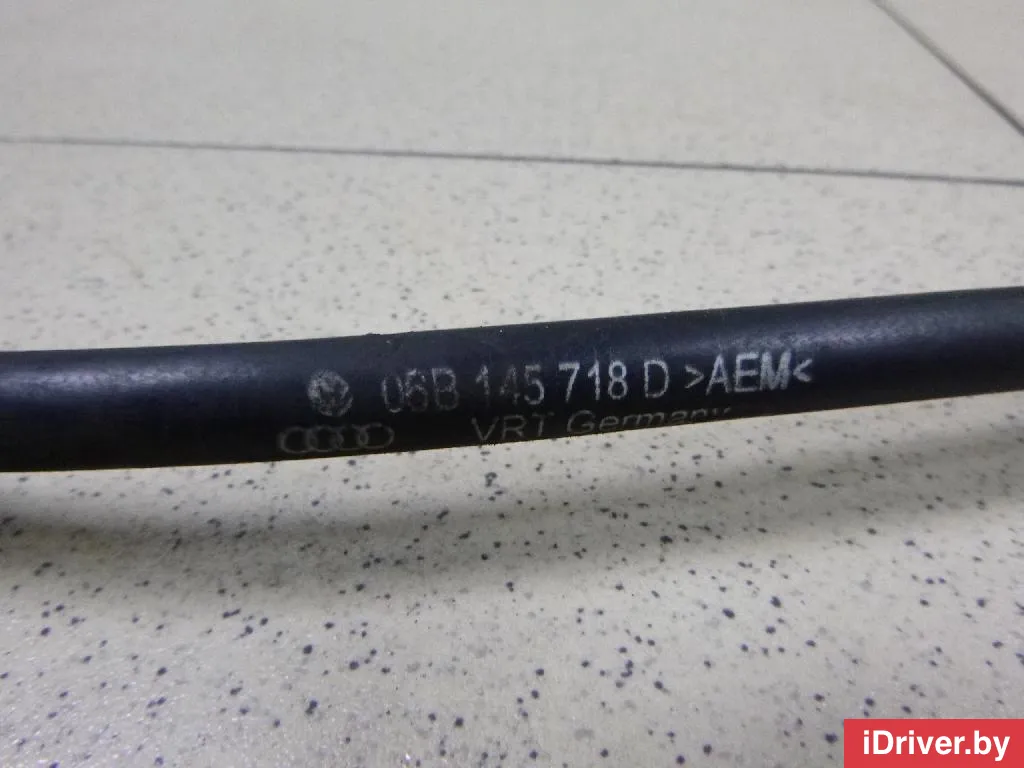 06B 145 718 D >AEM<
VRT Germany
iDriver.by